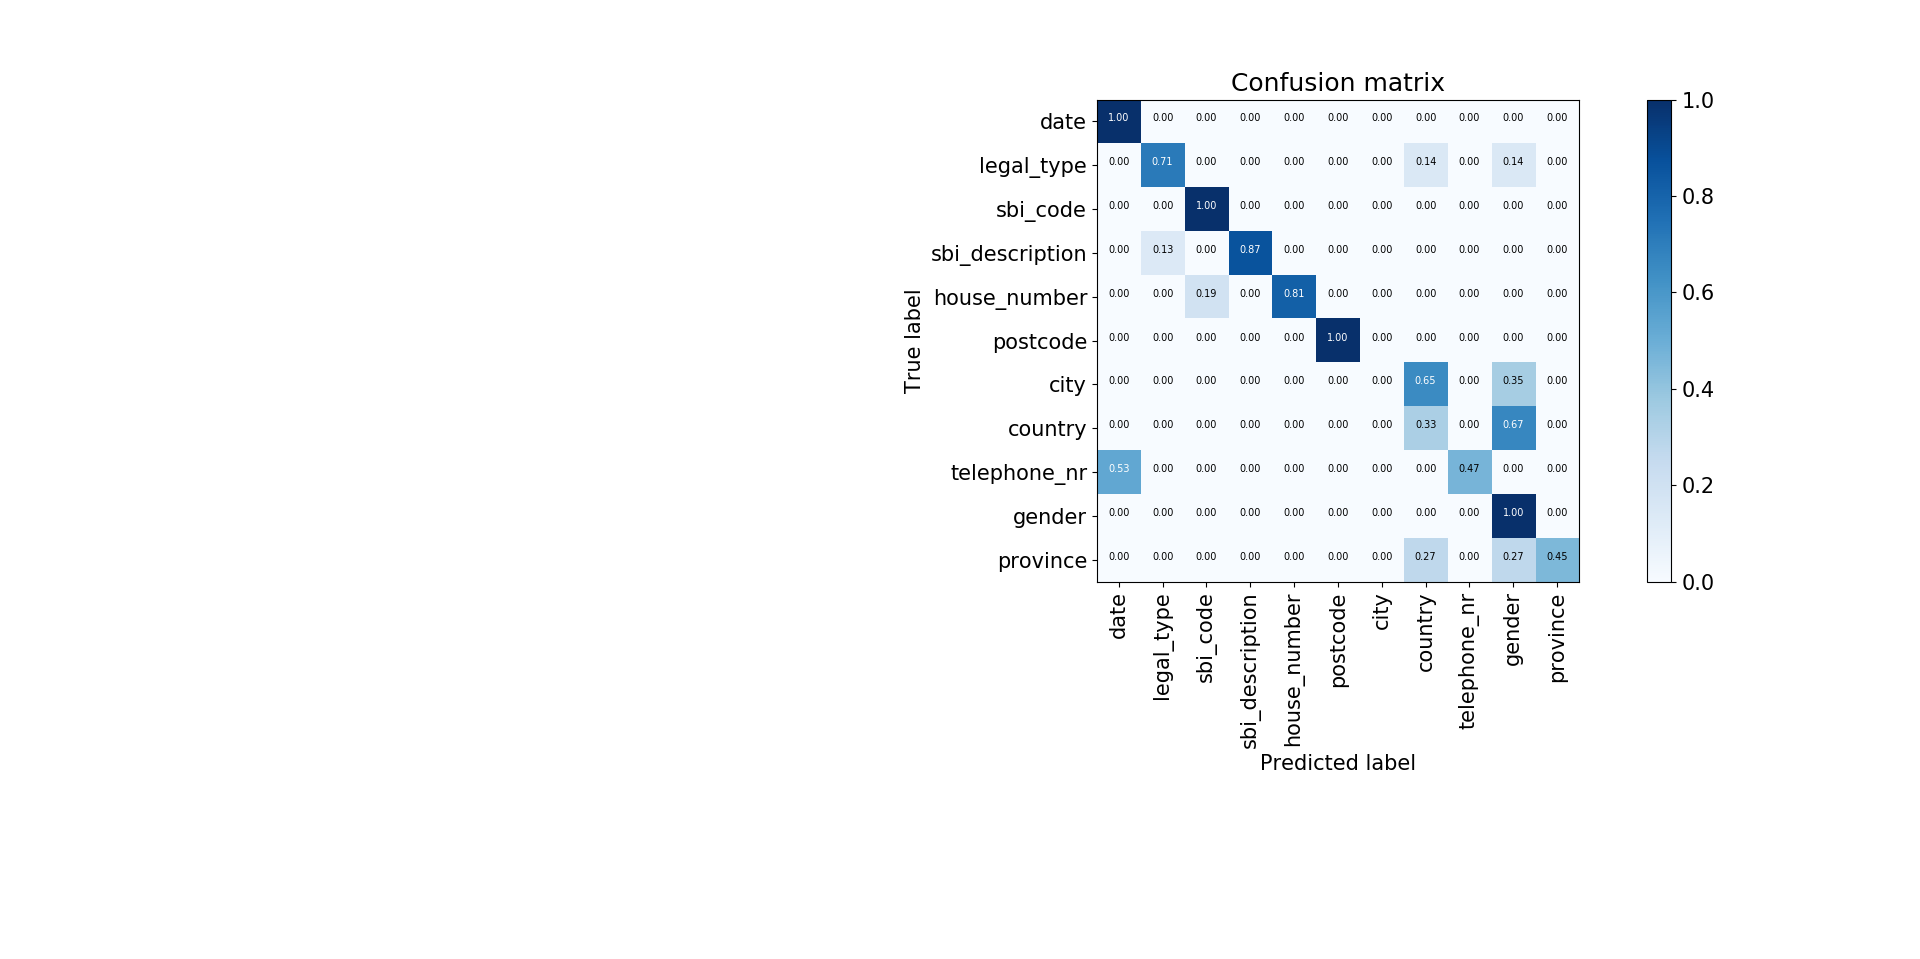 Confusion matrix
date 1.00 0.00 0.00 0.00 0.00 0.00 0.00 0.00 0.00 0.00 0.00
legal_type 0.00 0.71 0.00 0.00 0.00 0.00 0.00 0.14 0.00 0.14 0.00
sbi_code 0.00 0.00 1.00 0.00 0.00 0.00 0.00 0.00 0.00 0.00 0.00
sbi_description 0.00 0.13 0.00 0.87 0.00 0.00 0.00 0.00 0.00 0.00 0.00
house_number 0.00 0.00 0.19 0.00 0.81 0.00 0.00 0.00 0.00 0.00 0.00
postcode 0.00 0.00 0.00 0.00 0.00 1.00 0.00 0.00 0.00 0.00 0.00
city 0.00 0.00 0.00 0.00 0.00 0.00 0.00 0.65 0.00 0.35 0.00
country 0.00 0.00 0.00 0.00 0.00 0.00 0.00 0.33 0.00 0.67 0.00
telephone_nr 0.53 0.00 0.00 0.00 0.00 0.00 0.00 0.00 0.47 0.00 0.00
gender 0.00 0.00 0.00 0.00 0.00 0.00 0.00 0.00 0.00 1.00 0.00
province 0.00 0.00 0.00 0.00 0.00 0.00 0.00 0.27 0.00 0.27 0.45
True label
date
legal_type
sbi_code
sbi_description
house_number
postcode
city
country
telephone_nr
gender
province
Predicted label
1.0
0.8
0.6
0.4
0.2
0.0